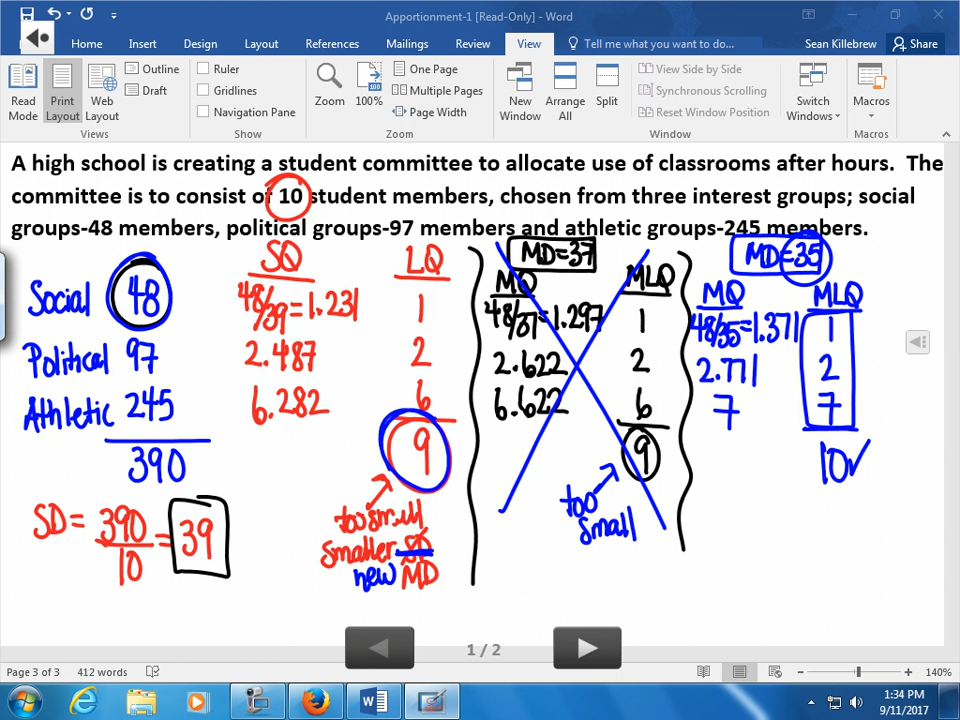 Apportionment-1 [Read-Only] - Word
Home Insert Design Layout References Mailings Review View Tell me what you want to do... Sean Killebrew Share
Read Mode
Print Layout
Web Layout
Outline
Draft
Views
Ruler
Gridlines
Navigation Pane
Show
Zoom
100%
One Page
Multiple Pages
Page Width
Zoom
New Window
Arrange All
Split
View Side by Side
Synchronous Scrolling
Reset Window Position
Window
Switch Windows
Macros
Macros
A high school is creating a student committee to allocate use of classrooms after hours. The
committee is to consist of 10 student members, chosen from three interest groups; social
groups-48 members, political groups-97 members and athletic groups-245 members.
Social 48
Political 97
Athletic 245
390
SD = 390/10 = 39
SQ LQ
48/39=1.231 1
2.487 2
6.282 6
9
too small
smaller SD
new MD
MD=37
MQ MLQ
48/37=1.297 1
2.622 2
6.622 6
9
too
small
MD=35
MQ MLQ
48/35=1.371 1
2.771 2
7 7
10✓
1 / 2
Page 3 of 3 412 words 140%
1:34 PM
9/11/2017